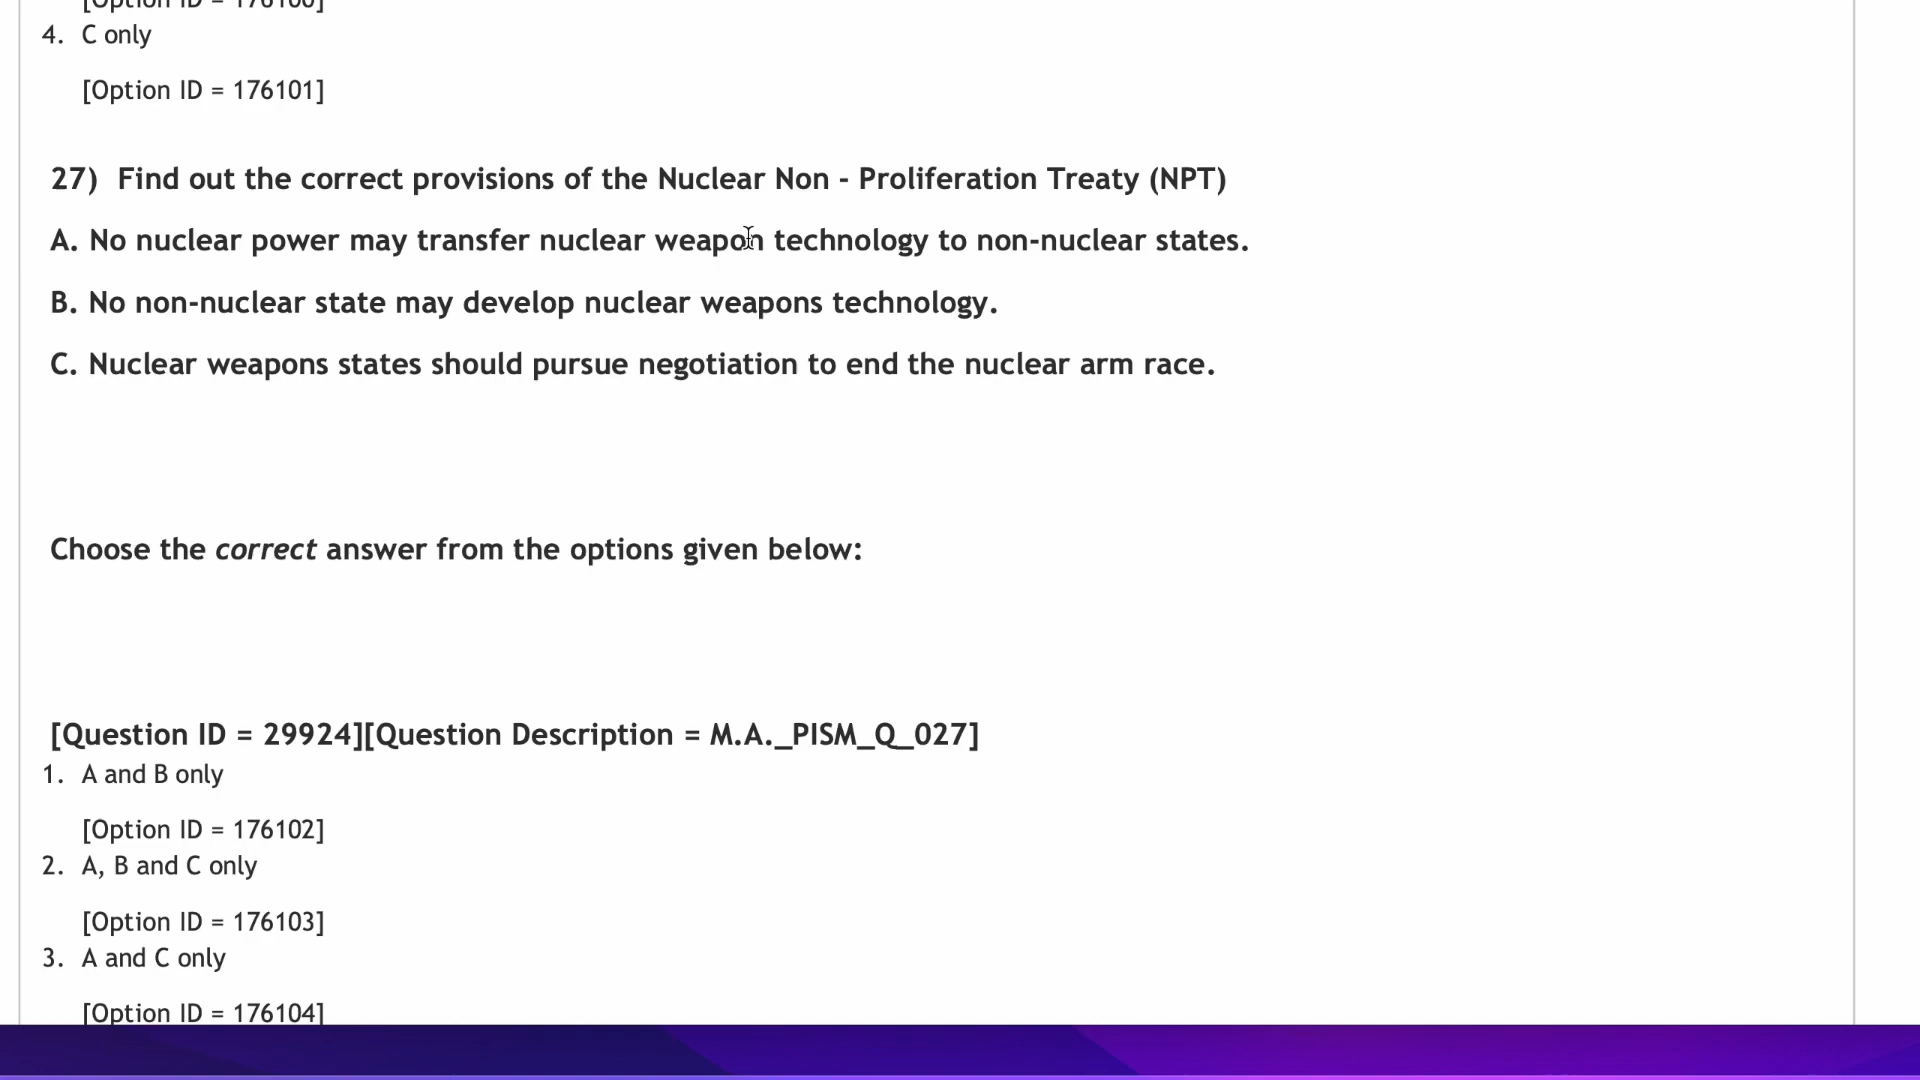 [Option ID = 176100]
4. C only
[Option ID = 176101]
27) Find out the correct provisions of the Nuclear Non - Proliferation Treaty (NPT)
A. No nuclear power may transfer nuclear weapon technology to non-nuclear states.
B. No non-nuclear state may develop nuclear weapons technology.
C. Nuclear weapons states should pursue negotiation to end the nuclear arm race.
Choose the correct answer from the options given below:
[Question ID = 29924][Question Description = M.A._PISM_Q_027]
1. A and B only
[Option ID = 176102]
2. A, B and C only
[Option ID = 176103]
3. A and C only
[Option ID = 176104]